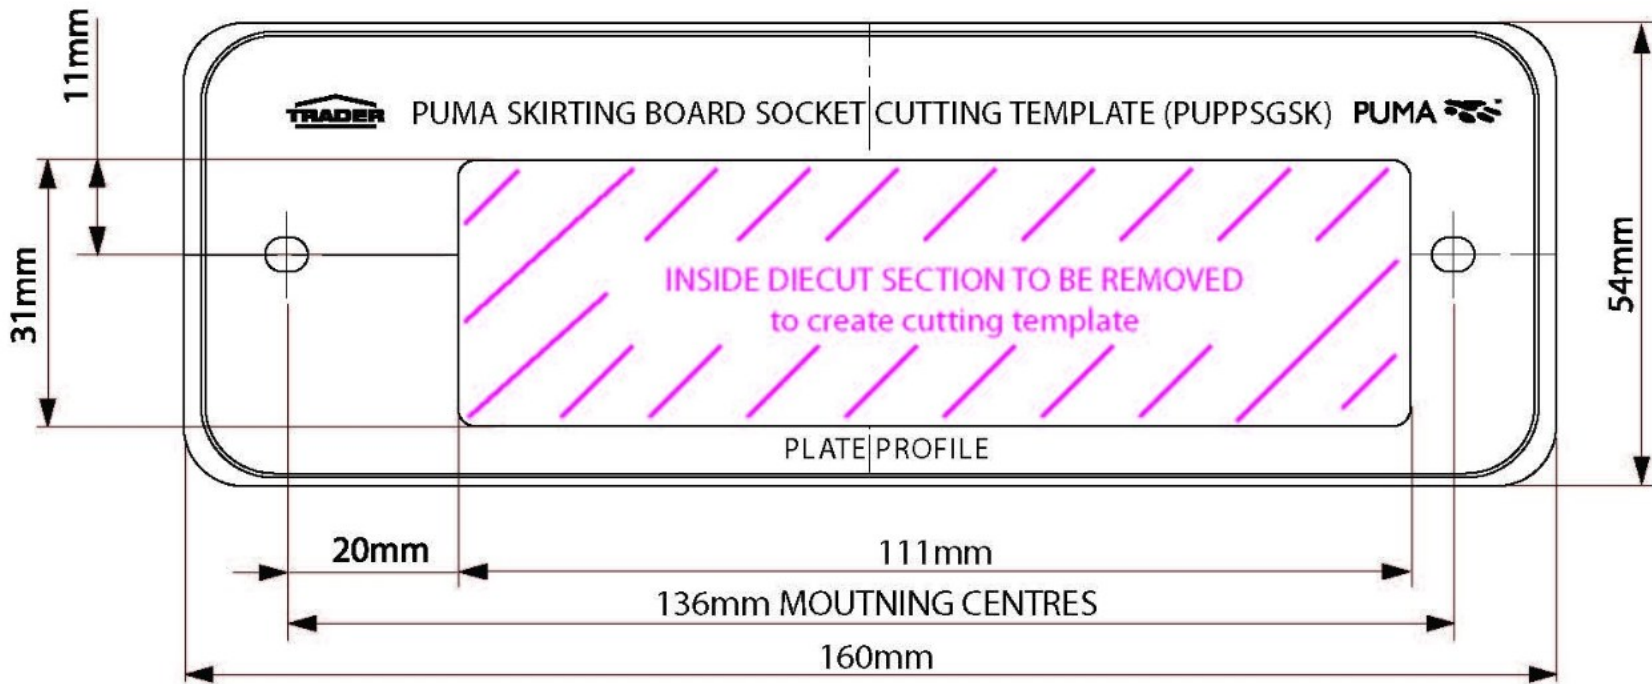 11mm
TRADER PUMA SKIRTING BOARD SOCKET CUTTING TEMPLATE (PUPPSGSK) PUMA
31mm
INSIDE DIECUT SECTION TO BE REMOVED
to create cutting template
54mm
PLATE PROFILE
20mm
111mm
136mm MOUTNING CENTRES
160mm